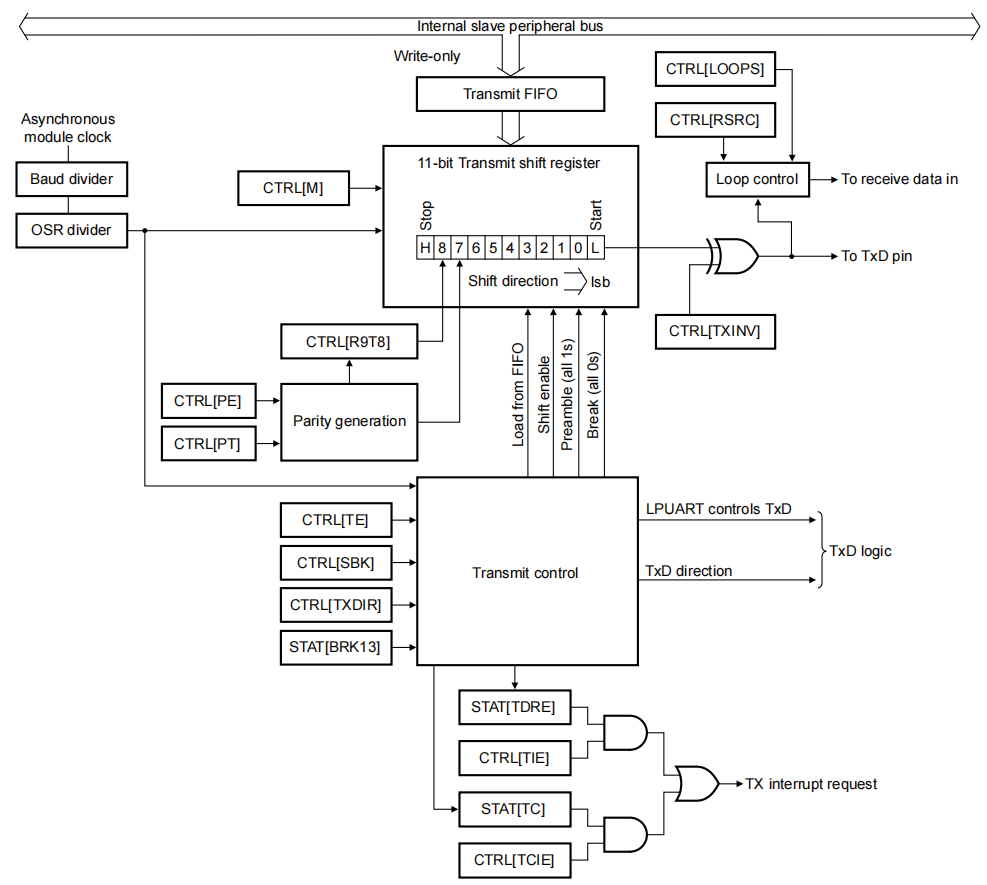 Internal slave peripheral bus
Write-only
Transmit FIFO
CTRL[LOOPS]
CTRL[RSRC]
Asynchronous
module clock
Baud divider
OSR divider
CTRL[M]
11-bit Transmit shift register
Stop
Start
H 8 7 6 5 4 3 2 1 0 L
Shift direction
lsb
Loop control
To receive data in
To TxD pin
CTRL[TXINV]
CTRL[R9T8]
CTRL[PE]
CTRL[PT]
Parity generation
Load from FIFO
Shift enable
Preamble (all 1s)
Break (all 0s)
CTRL[TE]
CTRL[SBK]
CTRL[TXDIR]
STAT[BRK13]
Transmit control
LPUART controls TxD
TxD direction
TxD logic
STAT[TDRE]
CTRL[TIE]
STAT[TC]
CTRL[TCIE]
TX interrupt request